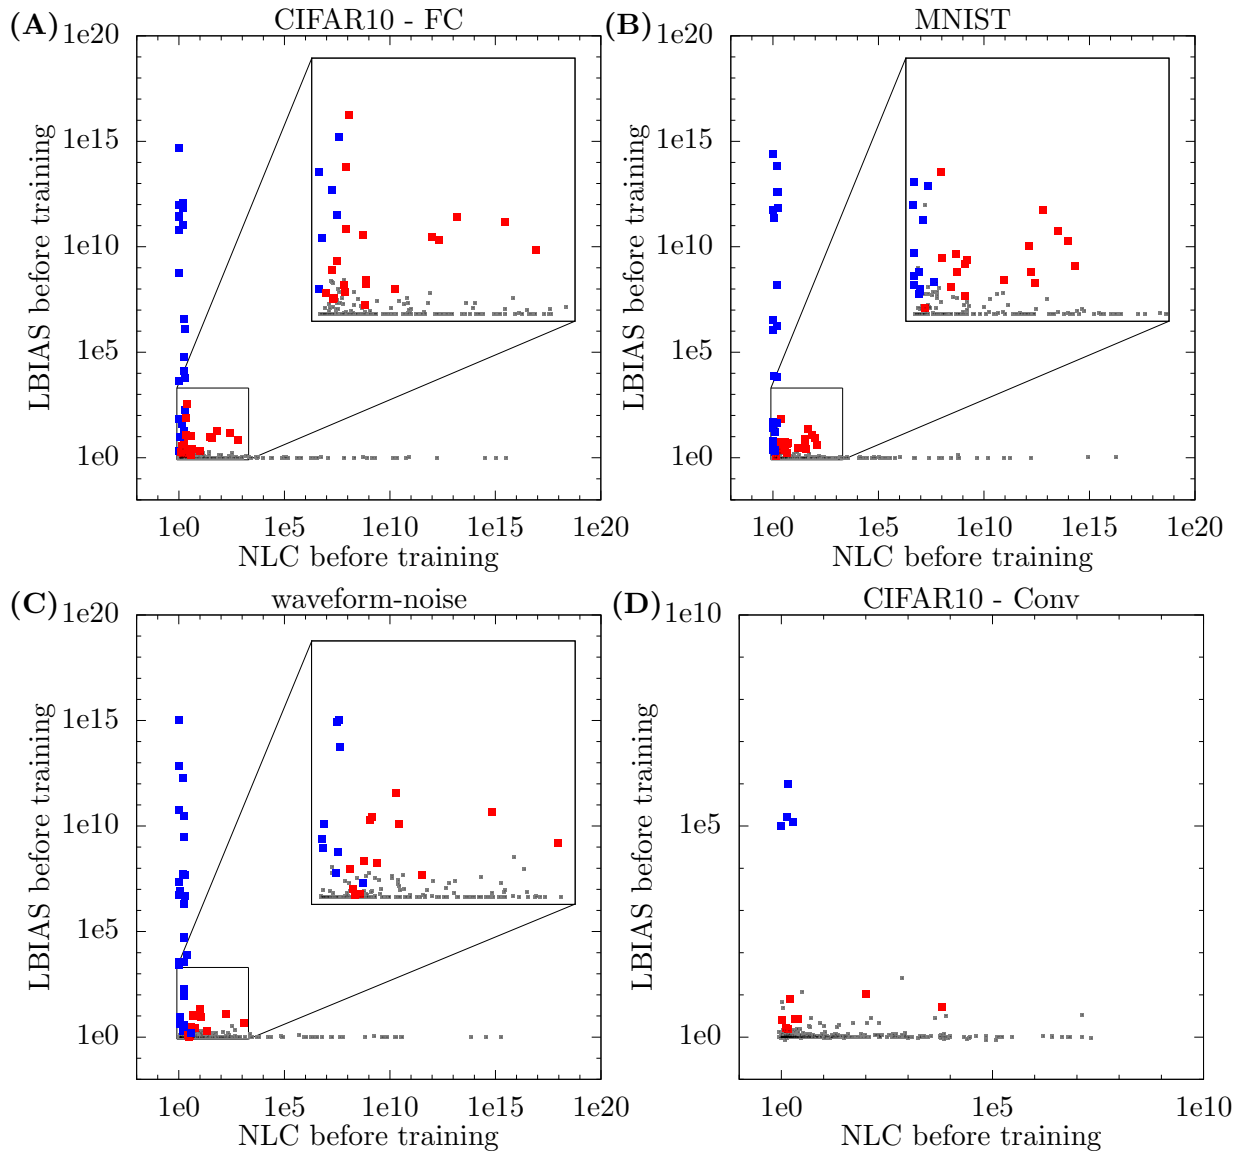 (A) CIFAR10 - FC
1e20
1e15
1e10
1e5
1e0
LBIAS before training
1e0 1e5 1e10 1e15 1e20
NLC before training
(B) MNIST
1e20
1e15
1e10
1e5
1e0
LBIAS before training
1e0 1e5 1e10 1e15 1e20
NLC before training
(C) waveform-noise
1e20
1e15
1e10
1e5
1e0
LBIAS before training
1e0 1e5 1e10 1e15 1e20
NLC before training
(D) CIFAR10 - Conv
1e10
1e5
1e0
LBIAS before training
1e0 1e5 1e10
NLC before training